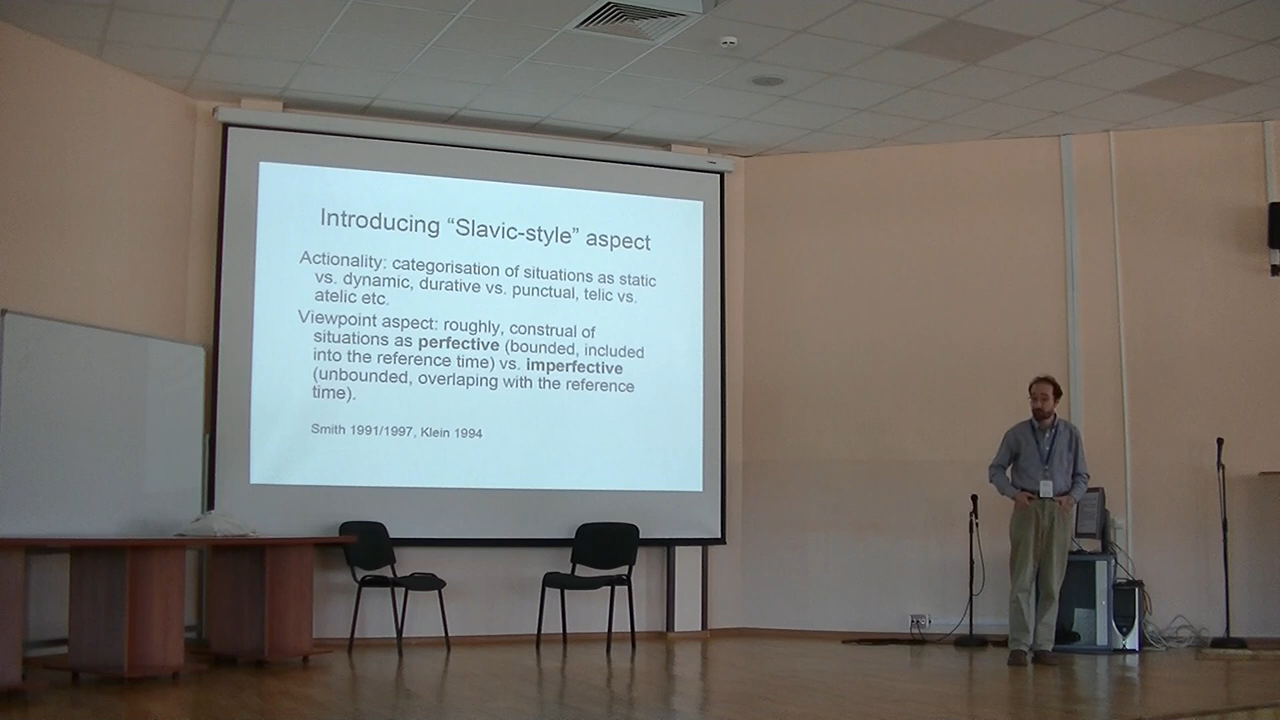 Introducing “Slavic-style” aspect
Actionality: categorisation of situations as static
vs. dynamic, durative vs. punctual, telic vs.
atelic etc.
Viewpoint aspect: roughly, construal of
situations as perfective (bounded, included
into the reference time) vs. imperfective
(unbounded, overlaping with the reference
time).
Smith 1991/1997, Klein 1994